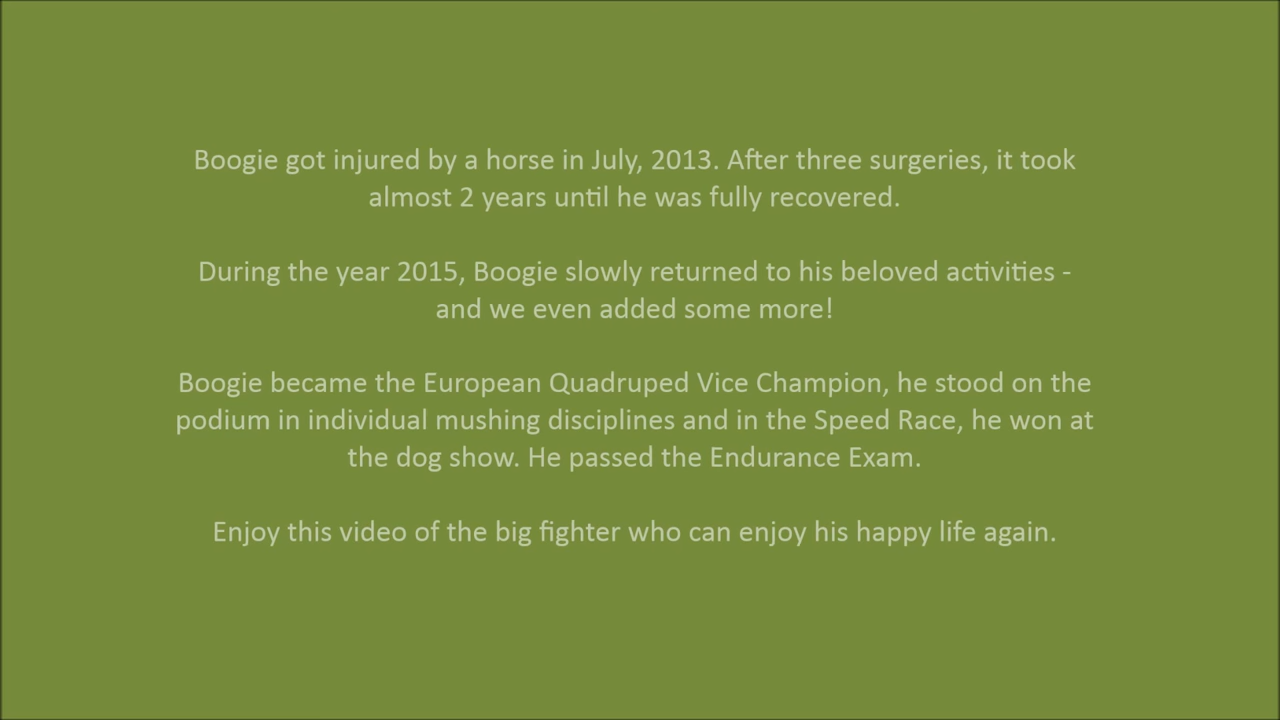 Boogie got injured by a horse in July, 2013. After three surgeries, it took
almost 2 years until he was fully recovered.
During the year 2015, Boogie slowly returned to his beloved activities -
and we even added some more!
Boogie became the European Quadruped Vice Champion, he stood on the
podium in individual mushing disciplines and in the Speed Race, he won at
the dog show. He passed the Endurance Exam.
Enjoy this video of the big fighter who can enjoy his happy life again.